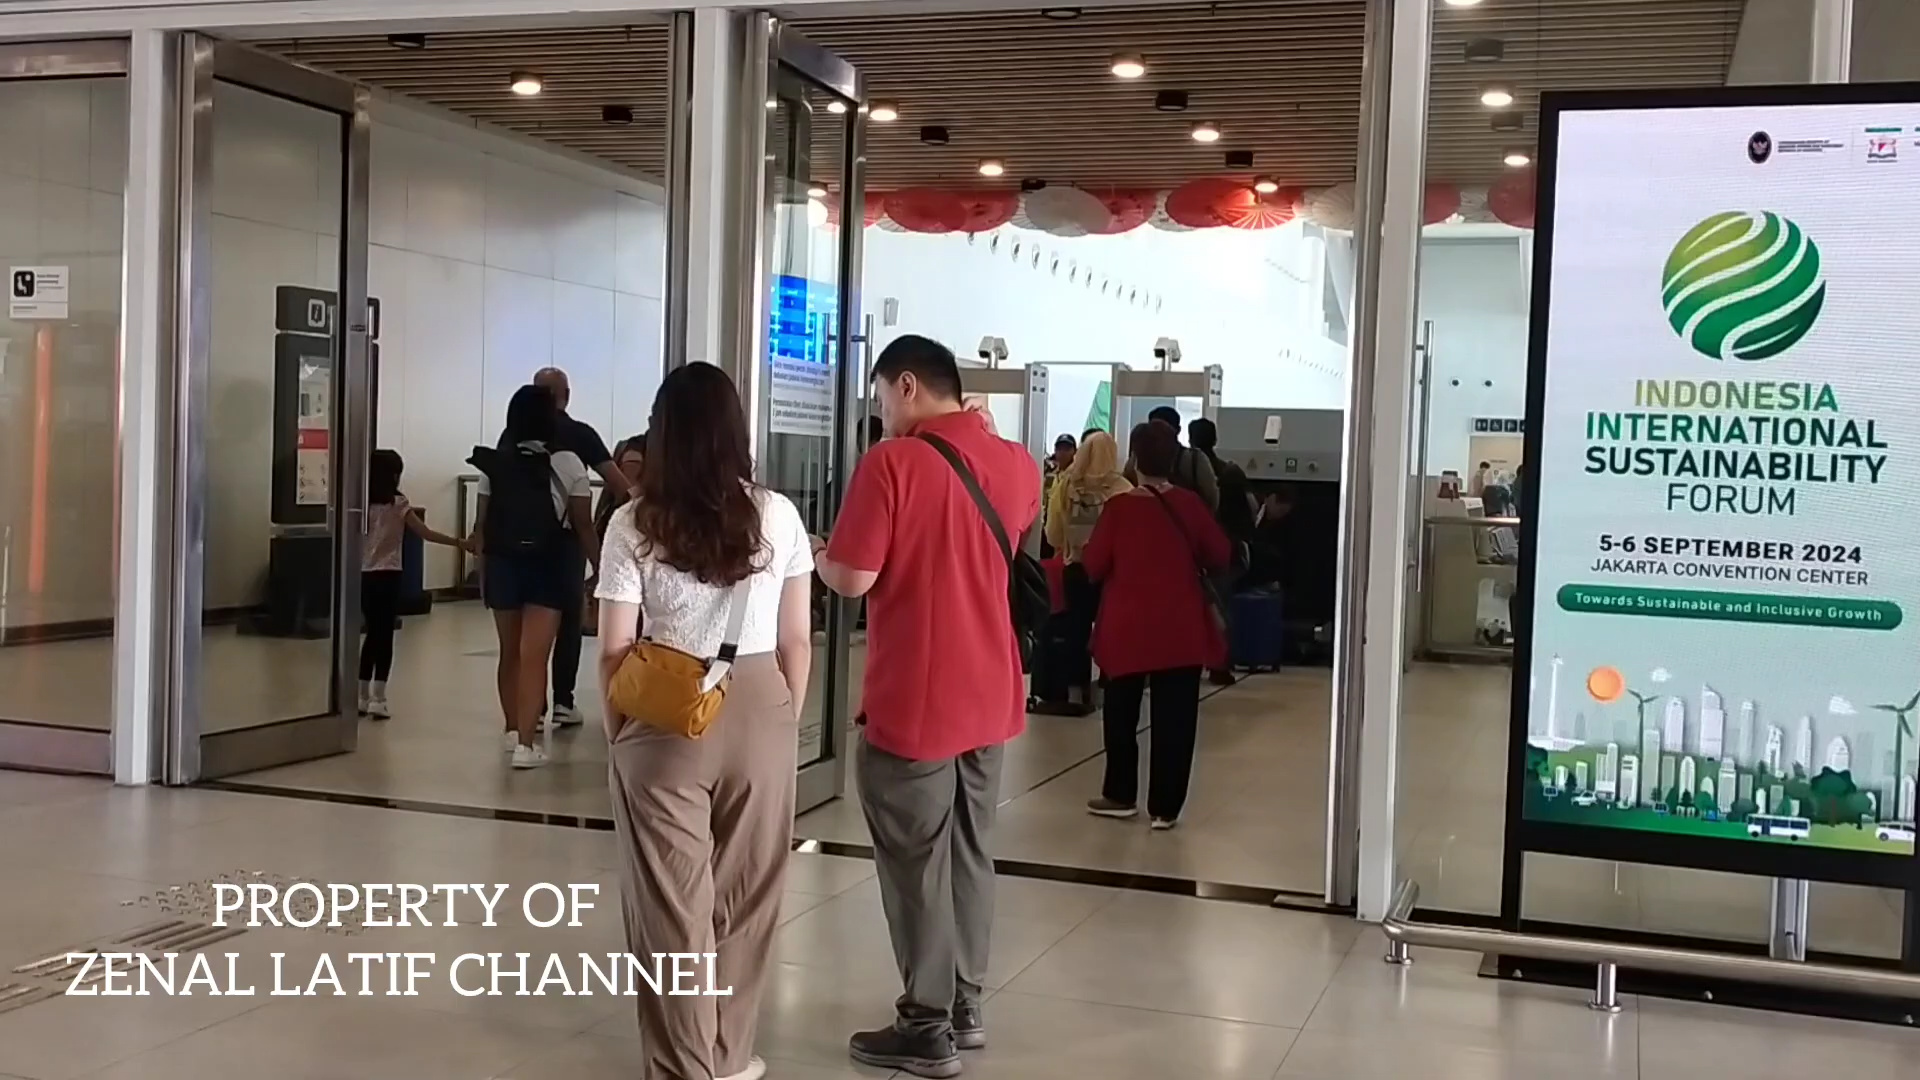 INDONESIA
INTERNATIONAL
SUSTAINABILITY
FORUM
5-6 SEPTEMBER 2024
JAKARTA CONVENTION CENTER
Towards Sustainable and Inclusive Growth
PROPERTY OF
ZENAL LATIF CHANNEL